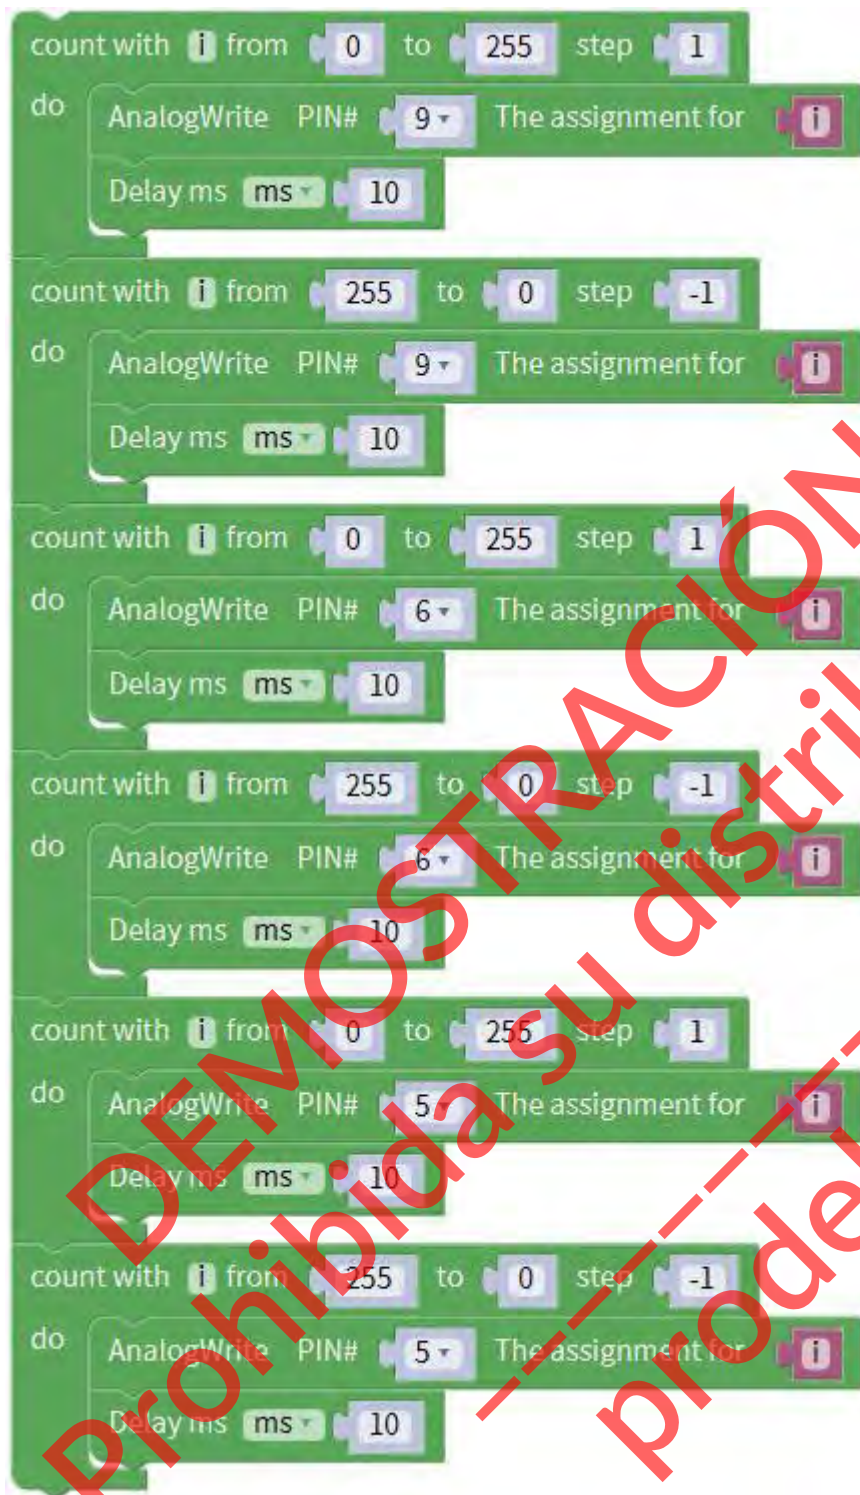 count with i from 0 to 255 step 1
do AnalogWrite PIN# 9 The assignment for i
Delay ms ms 10
count with i from 255 to 0 step -1
do AnalogWrite PIN# 9 The assignment for i
Delay ms ms 10
count with i from 0 to 255 step 1
do AnalogWrite PIN# 6 The assignment for i
Delay ms ms 10
count with i from 255 to 0 step -1
do AnalogWrite PIN# 6 The assignment for i
Delay ms ms 10
count with i from 0 to 255 step 1
do AnalogWrite PIN# 5 The assignment for i
Delay ms ms 10
count with i from 255 to 0 step -1
do AnalogWrite PIN# 5 The assignment for i
Delay ms ms 10
DEMOSTRACIÓN
Prohibida su